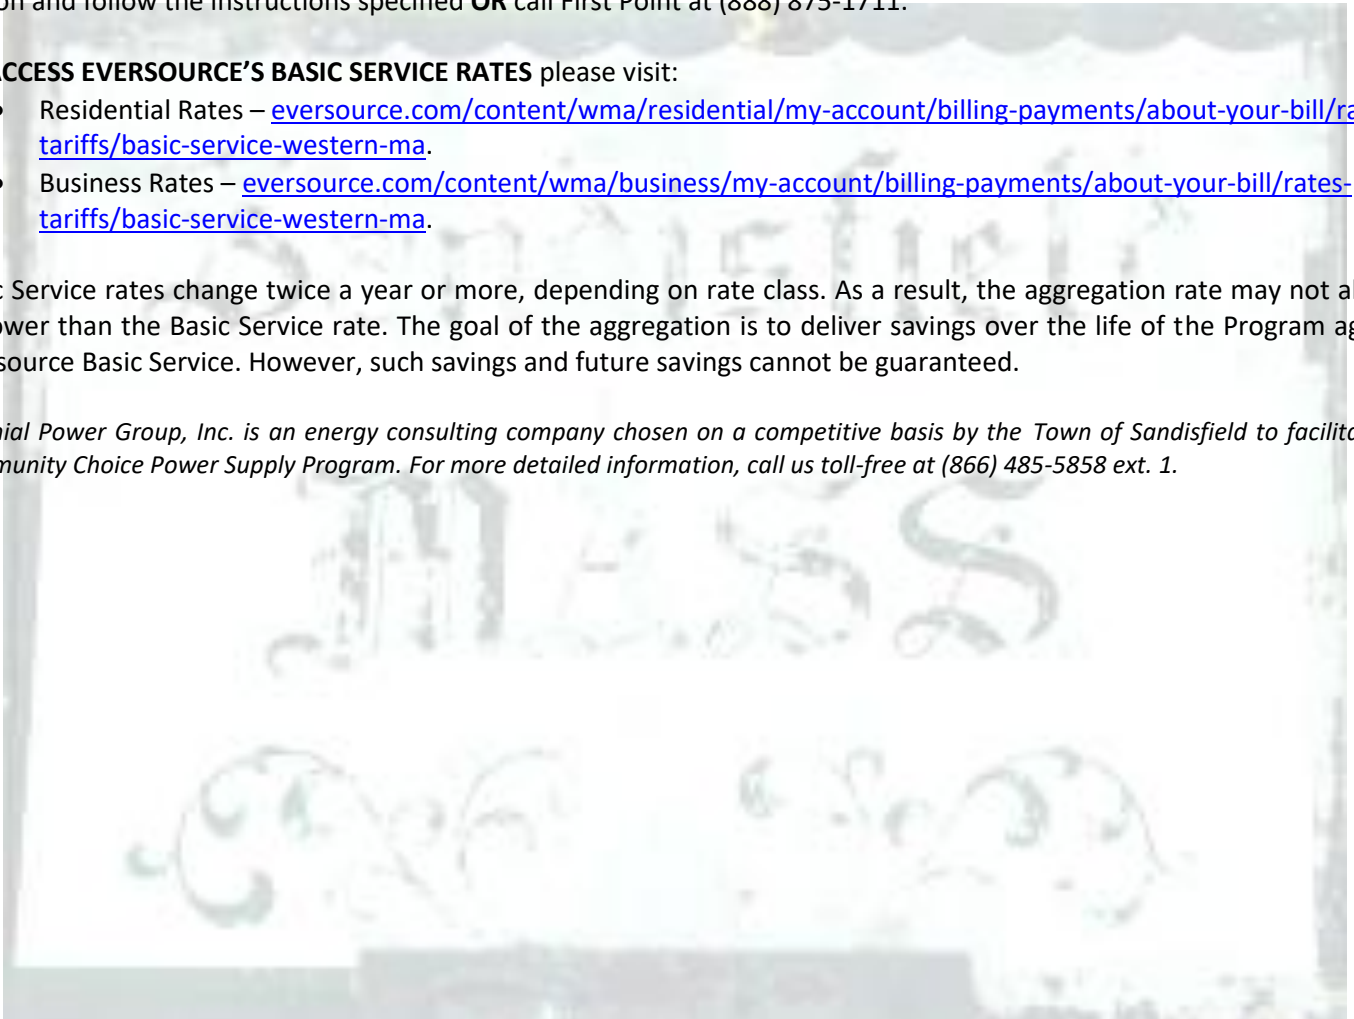 on and follow the instructions specified OR call First Point at (888) 875-1711.
ACCESS EVERSOURCE'S BASIC SERVICE RATES please visit:
• Residential Rates – eversource.com/content/wma/residential/my-account/billing-payments/about-your-bill/ra
tariffs/basic-service-western-ma.
• Business Rates – eversource.com/content/wma/business/my-account/billing-payments/about-your-bill/rates-
tariffs/basic-service-western-ma.
c Service rates change twice a year or more, depending on rate class. As a result, the aggregation rate may not al
ower than the Basic Service rate. The goal of the aggregation is to deliver savings over the life of the Program ag
source Basic Service. However, such savings and future savings cannot be guaranteed.
nial Power Group, Inc. is an energy consulting company chosen on a competitive basis by the Town of Sandisfield to facilita
munity Choice Power Supply Program. For more detailed information, call us toll-free at (866) 485-5858 ext. 1.
Sandisfield
MASS